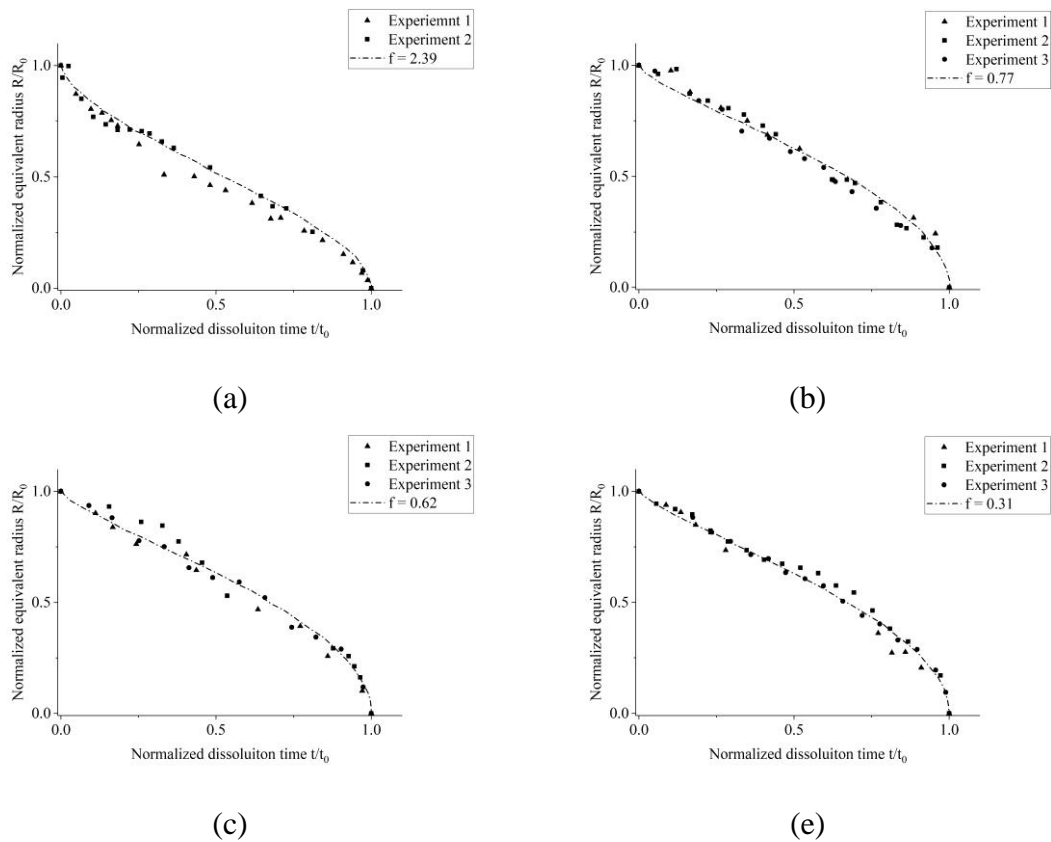 Experiemnt 1
Experiment 2
f = 2.39
1.0
0.5
0.0
Normalized equivalent radius R/R0
0.0 0.5 1.0
Normalized dissoluiton time t/t0
(a)
Experiment 1
Experiment 2
Experiment 3
f = 0.77
1.0
0.5
0.0
Normalized equivalent radius R/R0
0.0 0.5 1.0
Normalized dissoluiton time t/t0
(b)
Experiment 1
Experiment 2
Experiment 3
f = 0.62
1.0
0.5
0.0
Normalized equivalent radius R/R0
0.0 0.5 1.0
Normalized dissoluiton time t/t0
(c)
Experiment 1
Experiment 2
Experiment 3
f = 0.31
1.0
0.5
0.0
Normalized equivalent radius R/R0
0.0 0.5 1.0
Normalized dissoluiton time t/t0
(e)